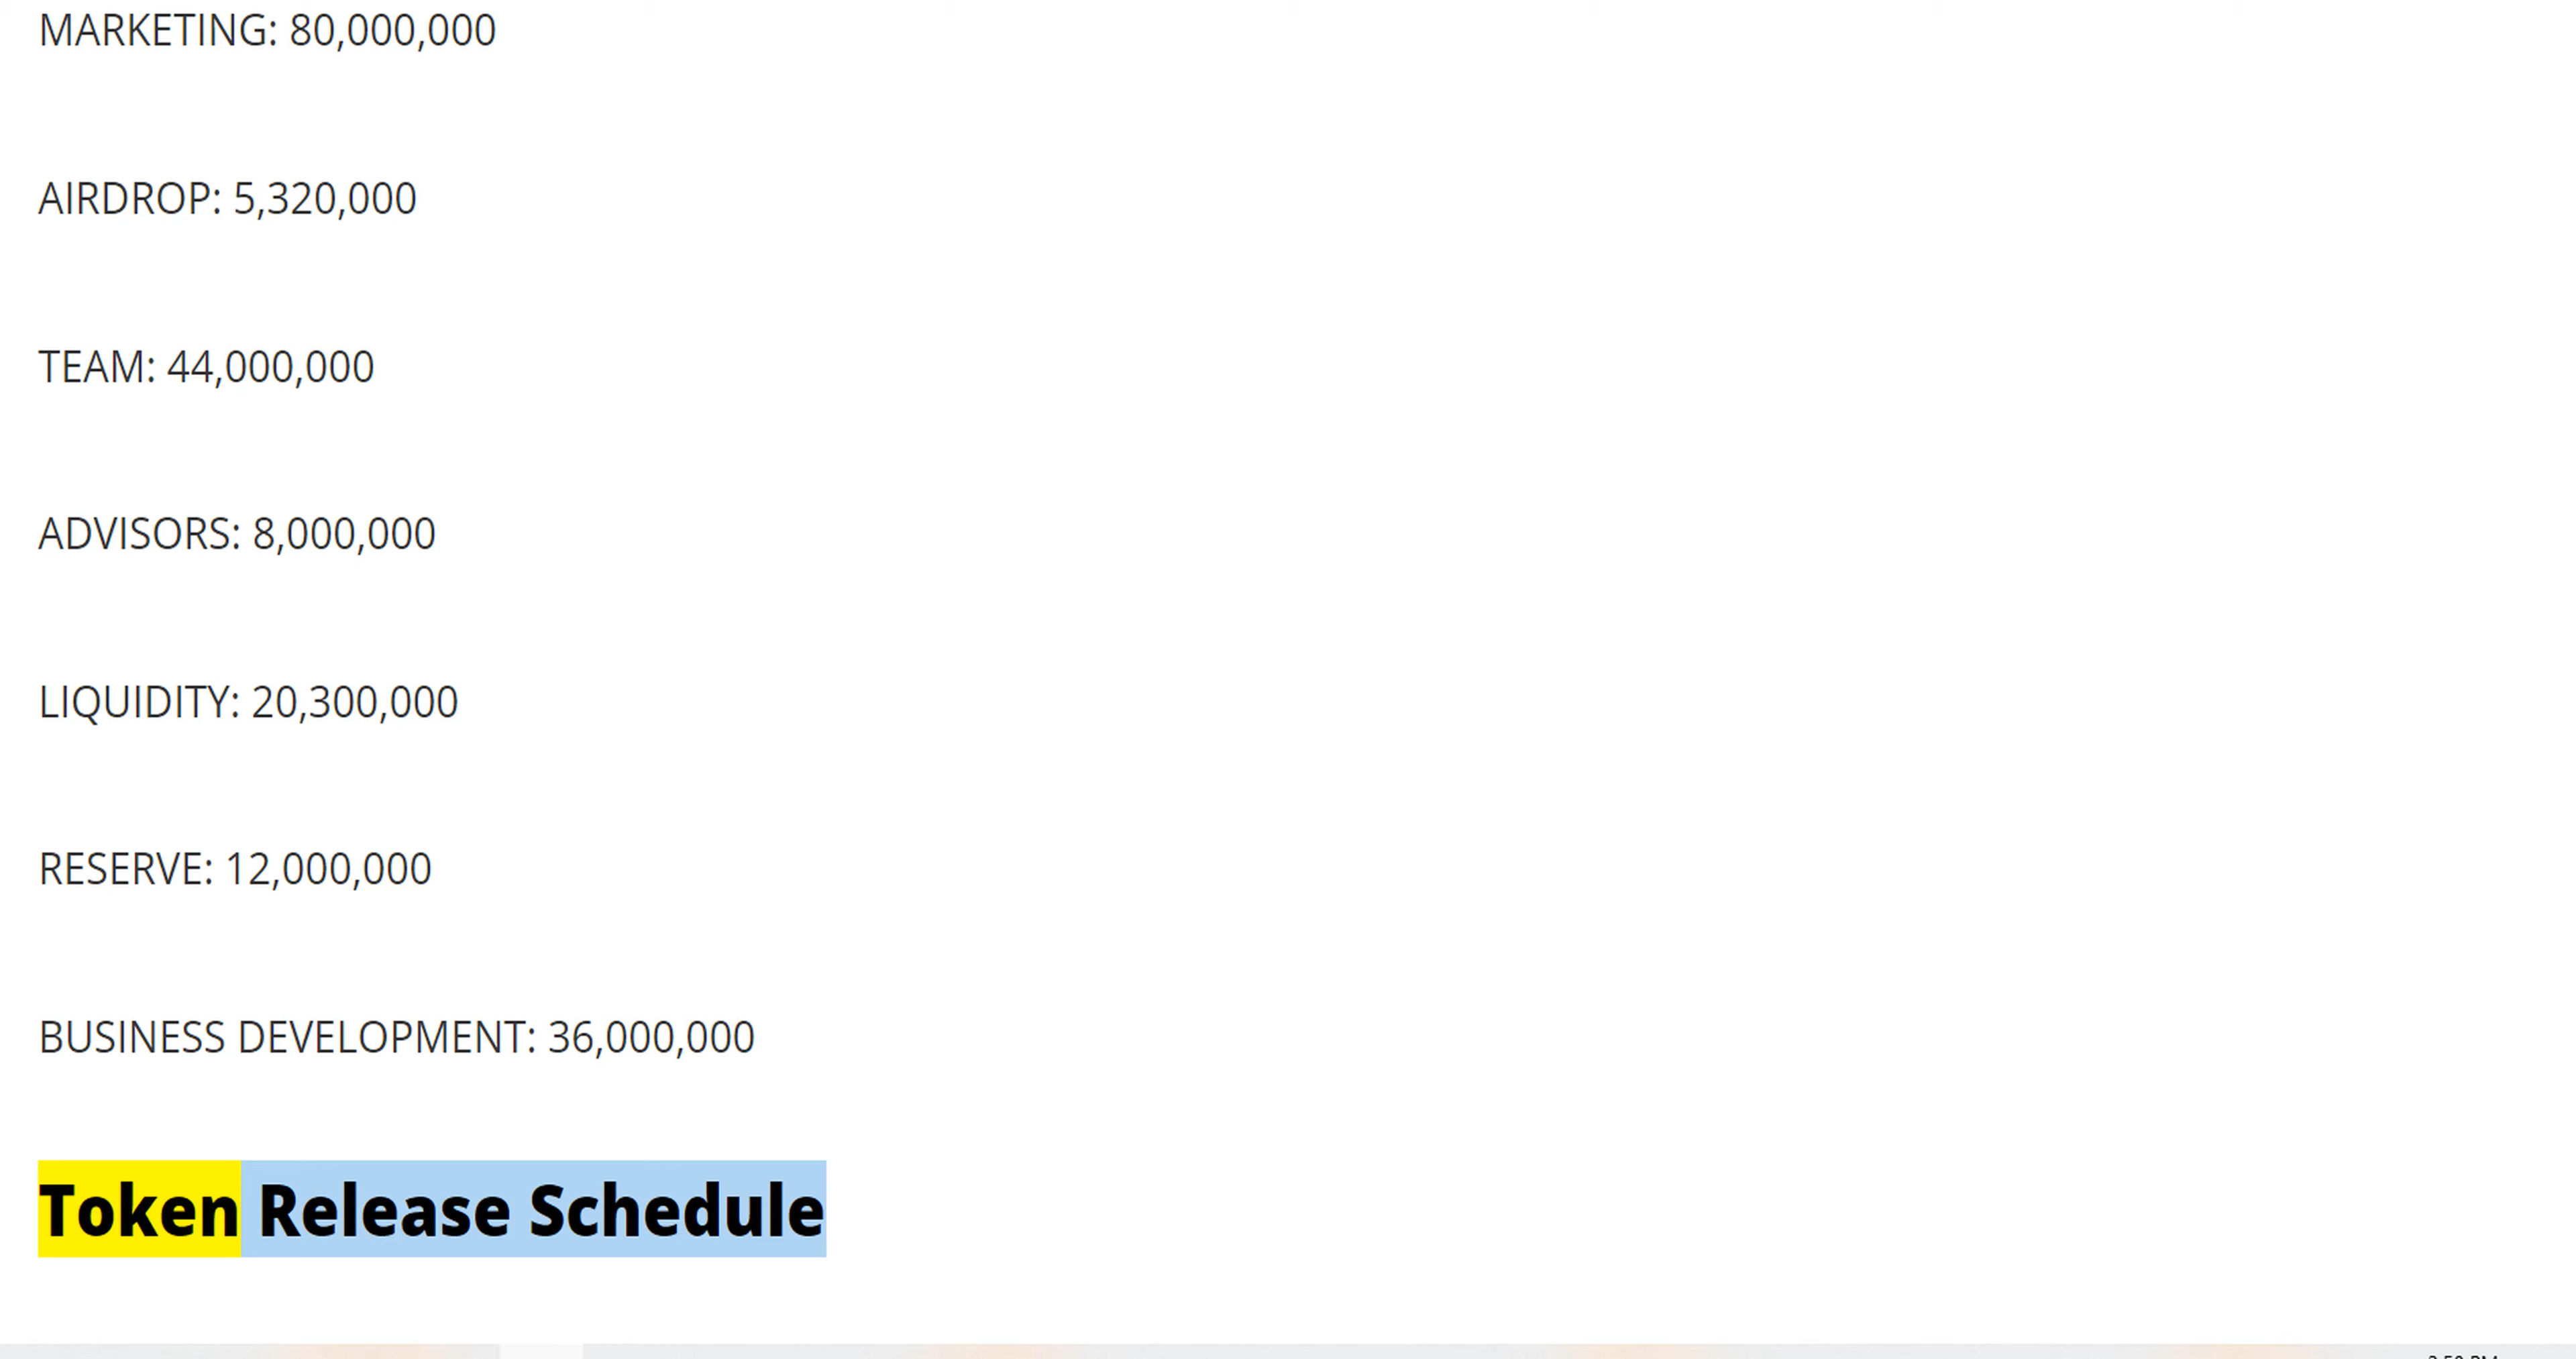 MARKETING: 80,000,000
AIRDROP: 5,320,000
TEAM: 44,000,000
ADVISORS: 8,000,000
LIQUIDITY: 20,300,000
RESERVE: 12,000,000
BUSINESS DEVELOPMENT: 36,000,000
Token Release Schedule